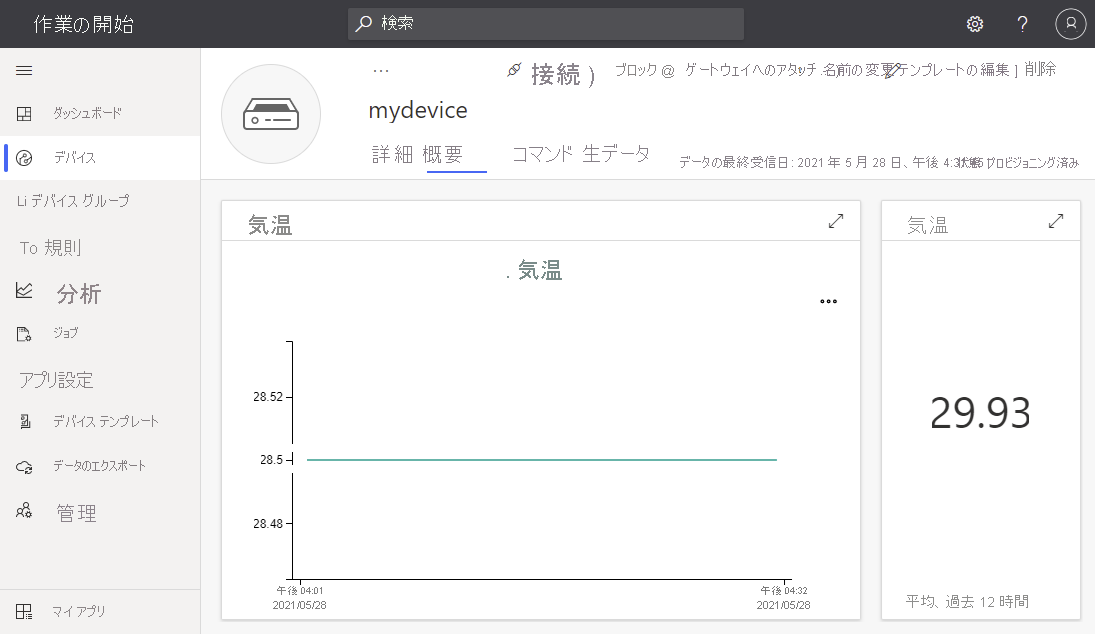 作業の開始
検索
?
ダッシュボード
デバイス
Li デバイス グループ
To 規則
分析
ジョブ
アプリ設定
デバイス テンプレート
データのエクスポート
管理
マイ アプリ
...
接続 )
ブロック @ ゲートウェイへのアタッチ. 名前の変更 テンプレートの編集 ] 削除
mydevice
詳細 概要 コマンド 生データ
データの最終受信日: 2021 年 5 月 28 日、午後 プロビジョニング済み
気温
. 気温
28.52
28.5
28.48
午後 04:01
2021/05/28
午後 04:32
2021/05/28
気温
29.93
平均、過去 12 時間